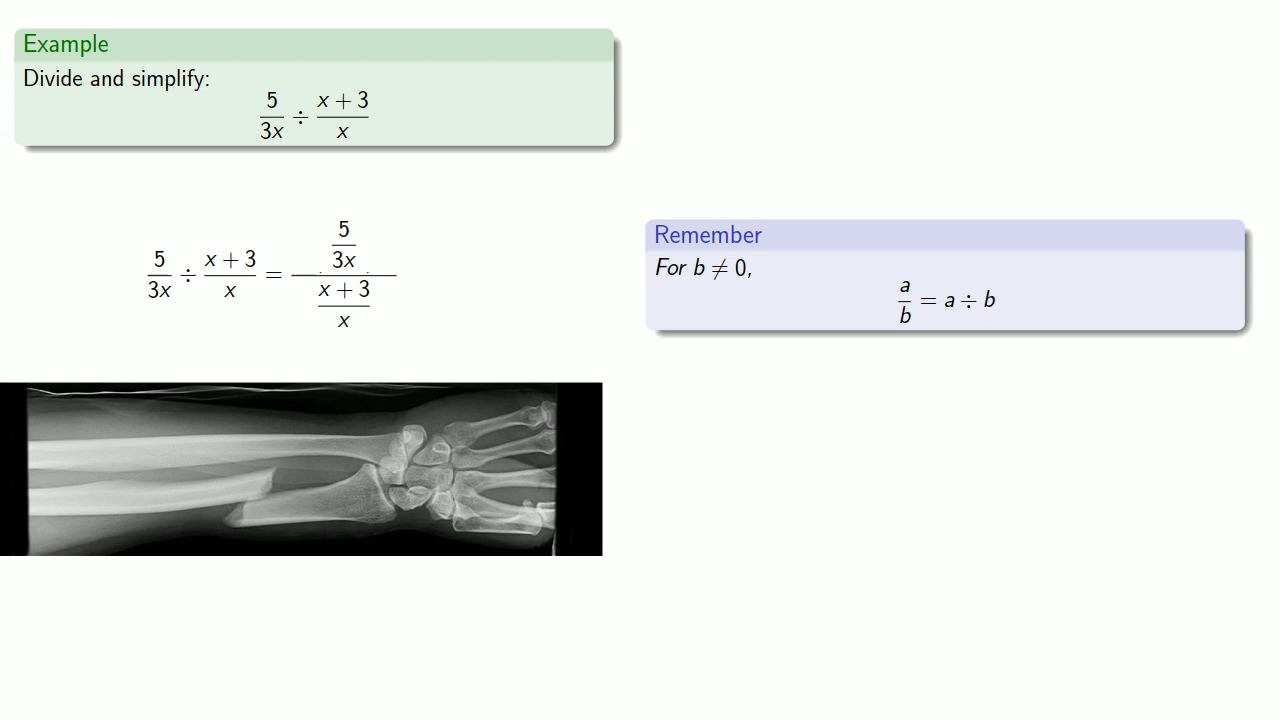 Example
Divide and simplify:
5/3x ÷ (x + 3)/x
5/3x ÷ (x + 3)/x = (5/3x)/((x + 3)/x)
Remember
For b ≠ 0,
a/b = a ÷ b